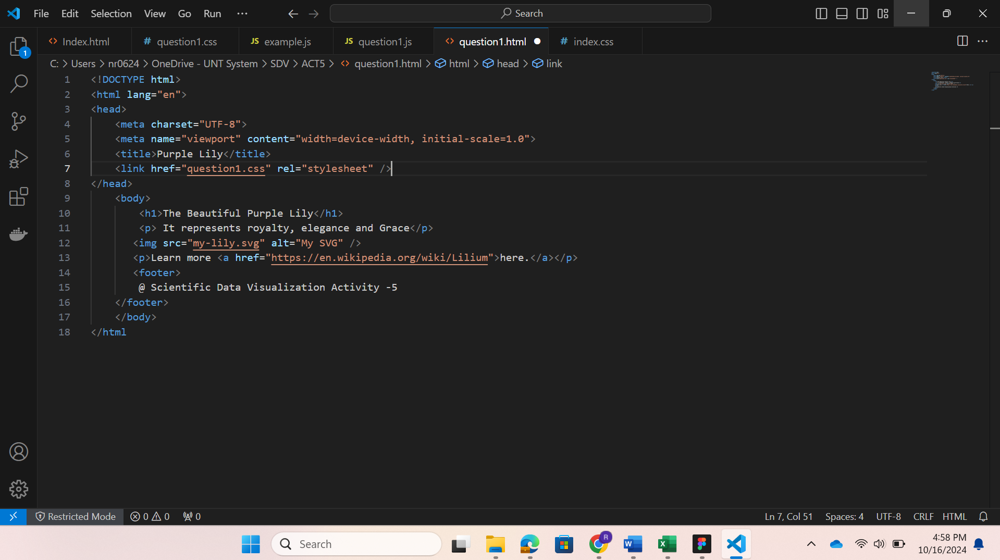 File Edit Selection View Go Run ··· Search
Index.html # question1.css JS example.js JS question1.js question1.html # index.css
1
C: > Users > nr0624 > OneDrive - UNT System > SDV > ACT5 > question1.html > html > head > link
1 <!DOCTYPE html>
2 <html lang="en">
3 <head>
4 <meta charset="UTF-8">
5 <meta name="viewport" content="width=device-width, initial-scale=1.0">
6 <title>Purple Lily</title>
7 <link href="question1.css" rel="stylesheet" />
8 </head>
9 <body>
10 <h1>The Beautiful Purple Lily</h1>
11 <p> It represents royalty, elegance and Grace</p>
12 <img src="my-lily.svg" alt="My SVG" />
13 <p>Learn more <a href="https://en.wikipedia.org/wiki/Lilium">here.</a></p>
14 <footer>
15 @ Scientific Data Visualization Activity -5
16 </footer>
17 </body>
18 </html
Restricted Mode 0 0 0 Ln 7, Col 51 Spaces: 4 UTF-8 CRLF HTML
Search R W X 4:58 PM
10/16/2024